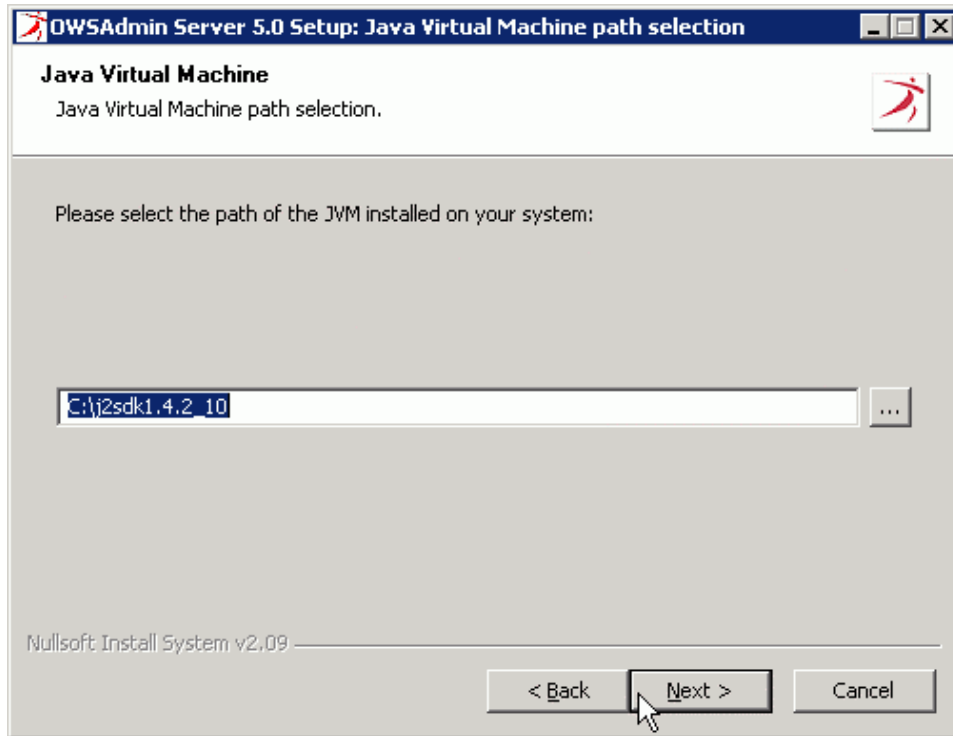 OWSAdmin Server 5.0 Setup: Java Virtual Machine path selection
Java Virtual Machine
Java Virtual Machine path selection.
Please select the path of the JVM installed on your system:
C:\j2sdk1.4.2_10
...
Nullsoft Install System v2.09
< Back
Next >
Cancel